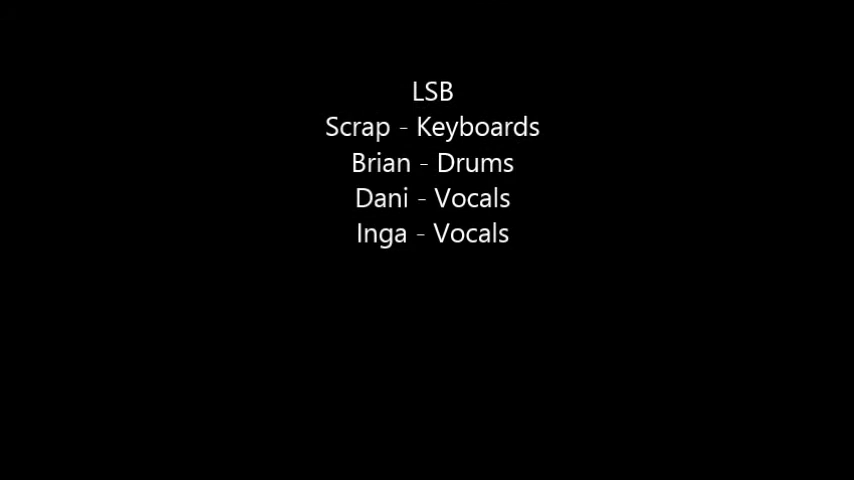 LSB
Scrap - Keyboards
Brian - Drums
Dani - Vocals
Inga - Vocals